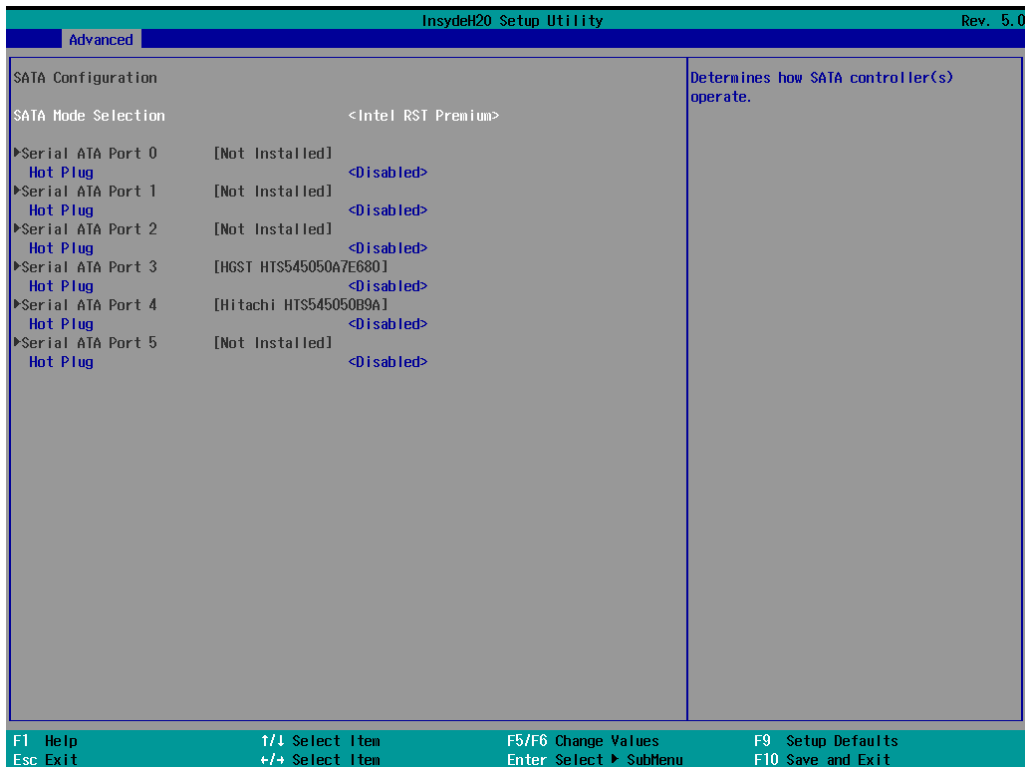 InsydeH20 Setup Utility Rev. 5.0
Advanced
SATA Configuration
Determines how SATA controller(s)
operate.
SATA Mode Selection <Intel RST Premium>
▶Serial ATA Port 0 [Not Installed]
Hot Plug <Disabled>
▶Serial ATA Port 1 [Not Installed]
Hot Plug <Disabled>
▶Serial ATA Port 2 [Not Installed]
Hot Plug <Disabled>
▶Serial ATA Port 3 [HGST HTS545050A7E680]
Hot Plug <Disabled>
▶Serial ATA Port 4 [Hitachi HTS545050B9A]
Hot Plug <Disabled>
▶Serial ATA Port 5 [Not Installed]
Hot Plug <Disabled>
F1 Help ↑/↓ Select Item F5/F6 Change Values F9 Setup Defaults
Esc Exit ←/→ Select Item Enter Select ▶ SubMenu F10 Save and Exit